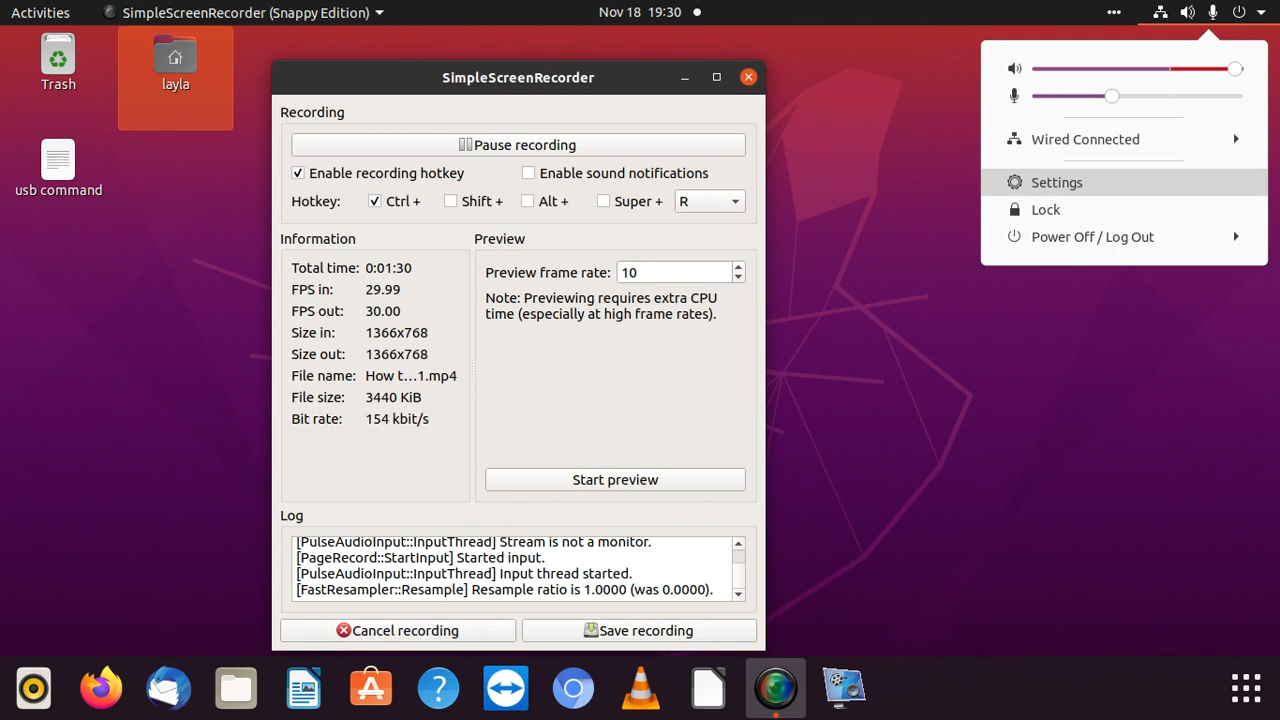 Activities
SimpleScreenRecorder (Snappy Edition)
Nov 18 19:30
Trash
layla
usb command
SimpleScreenRecorder
Recording
Pause recording
Enable recording hotkey
Enable sound notifications
Hotkey:
Ctrl +
Shift +
Alt +
Super +
R
Information
Total time: 0:01:30
FPS in: 29.99
FPS out: 30.00
Size in: 1366x768
Size out: 1366x768
File name: How t…1.mp4
File size: 3440 KiB
Bit rate: 154 kbit/s
Preview
Preview frame rate: 10
Note: Previewing requires extra CPU
time (especially at high frame rates).
Start preview
Log
[PulseAudioInput::InputThread] Stream is not a monitor.
[PageRecord::StartInput] Started input.
[PulseAudioInput::InputThread] Input thread started.
[FastResampler::Resample] Resample ratio is 1.0000 (was 0.0000).
Cancel recording
Save recording
Wired Connected
Settings
Lock
Power Off / Log Out